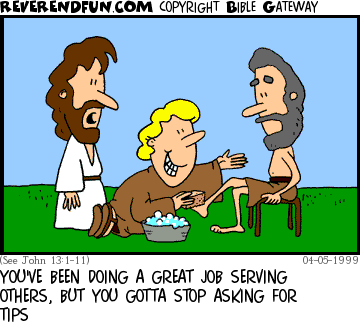 REVERENDFUN.COM COPYRIGHT BIBLE GATEWAY
(See John 13:1-11) 04-05-1999
YOU'VE BEEN DOING A GREAT JOB SERVING
OTHERS, BUT YOU GOTTA STOP ASKING FOR
TIPS